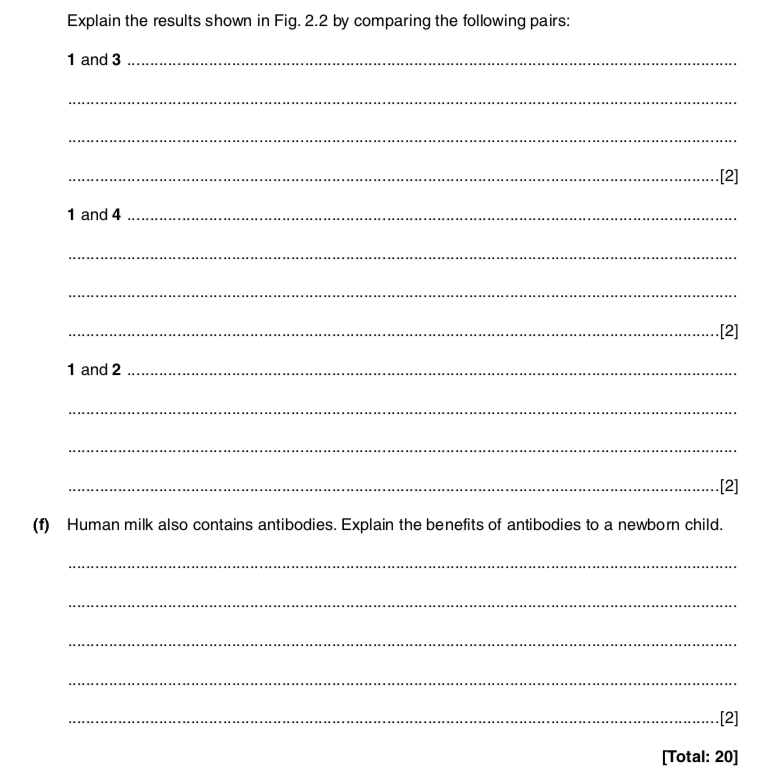 Explain the results shown in Fig. 2.2 by comparing the following pairs:
1 and 3 ..........................................................................................
..........................................................................................
..........................................................................................
..........................................................................................[2]
1 and 4 ..........................................................................................
..........................................................................................
..........................................................................................
..........................................................................................[2]
1 and 2 ..........................................................................................
..........................................................................................
..........................................................................................
..........................................................................................[2]
(f) Human milk also contains antibodies. Explain the benefits of antibodies to a newborn child.
..........................................................................................
..........................................................................................
..........................................................................................
..........................................................................................
..........................................................................................[2]
[Total: 20]